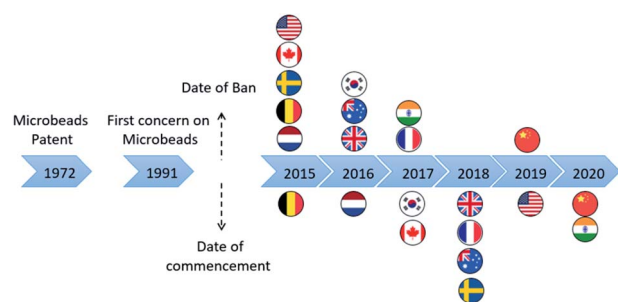 Date of Ban
Microbeads
Patent
First concern on
Microbeads
1972
1991
2015
2016
2017
2018
2019
2020
Date of
commencement